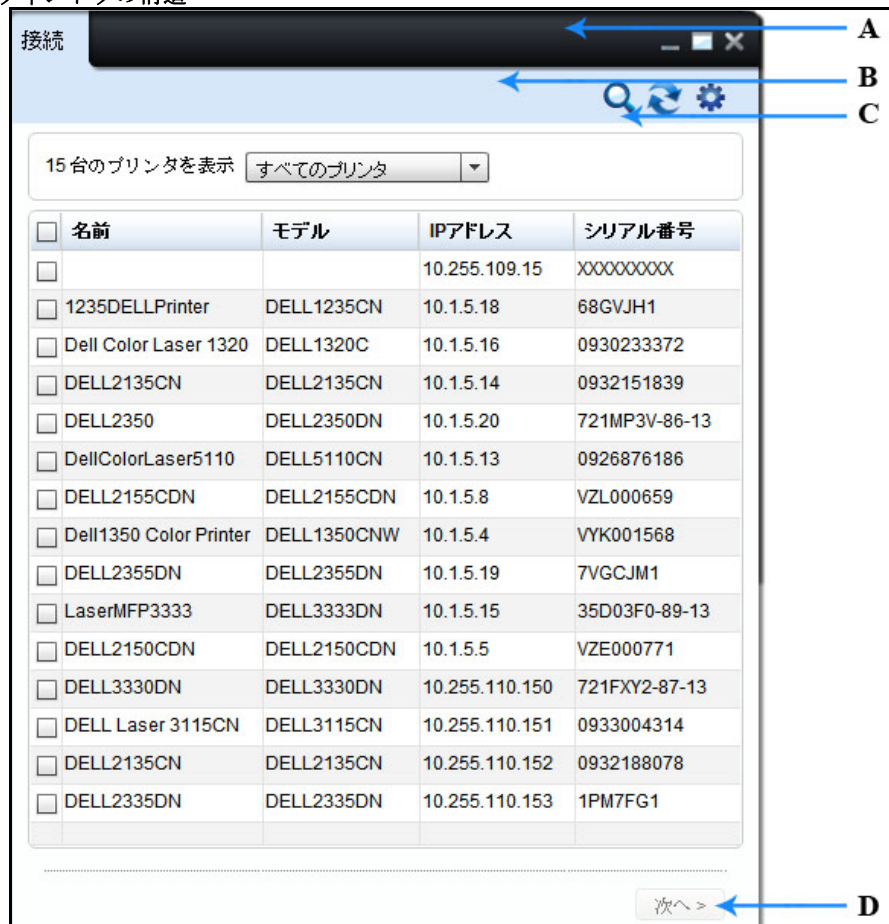 ウィンドウの構造
接続
A
B
C
15 台のプリンタを表示 すべてのプリンタ
名前 モデル IPアドレス シリアル番号
10.255.109.15 XXXXXXXXX
1235DELLPrinter DELL1235CN 10.1.5.18 68GVJH1
Dell Color Laser 1320 DELL1320C 10.1.5.16 0930233372
DELL2135CN DELL2135CN 10.1.5.14 0932151839
DELL2350 DELL2350DN 10.1.5.20 721MP3V-86-13
DellColorLaser5110 DELL5110CN 10.1.5.13 0926876186
DELL2155CDN DELL2155CDN 10.1.5.8 VZL000659
Dell1350 Color Printer DELL1350CNW 10.1.5.4 VYK001568
DELL2355DN DELL2355DN 10.1.5.19 7VGCJM1
LaserMFP3333 DELL3333DN 10.1.5.15 35D03F0-89-13
DELL2150CDN DELL2150CDN 10.1.5.5 VZE000771
DELL3330DN DELL3330DN 10.255.110.150 721FXY2-87-13
DELL Laser 3115CN DELL3115CN 10.255.110.151 0933004314
DELL2135CN DELL2135CN 10.255.110.152 0932188078
DELL2335DN DELL2335DN 10.255.110.153 1PM7FG1
次へ >
D